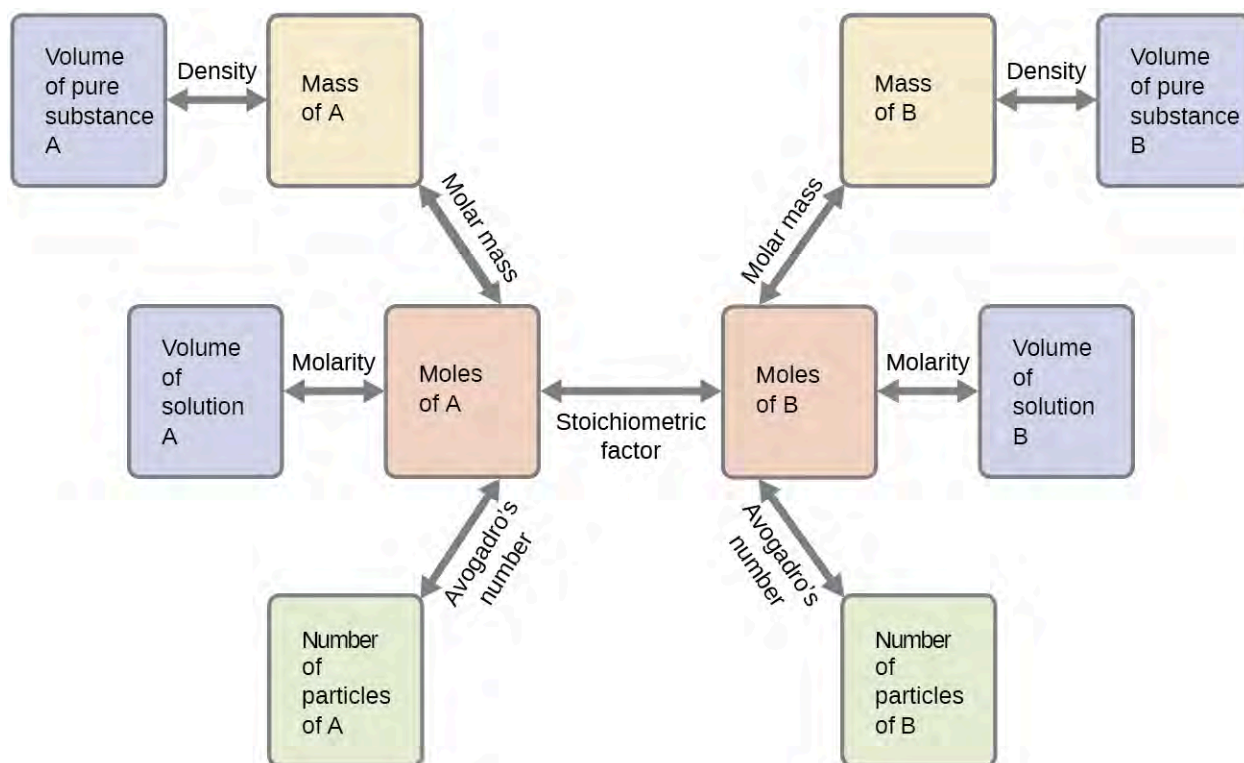 Volume
of pure
substance
A
Density
Mass
of A
Mass
of B
Density
Volume
of pure
substance
B
Molar mass
Molar mass
Volume
of
solution
A
Molarity
Moles
of A
Stoichiometric
factor
Moles
of B
Molarity
Volume
of
solution
B
Avogadro's
number
Avogadro's
number
Number
of
particles
of A
Number
of
particles
of B